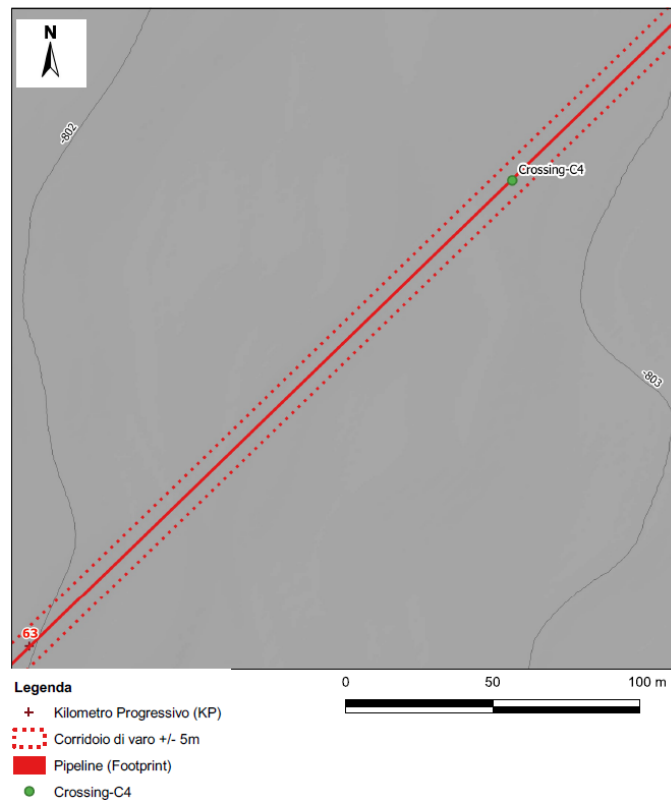 N
-802
Crossing-C4
-803
63
Legenda
Kilometro Progressivo (KP)
Corridoio di varo +/- 5m
Pipeline (Footprint)
Crossing-C4
0 50 100 m